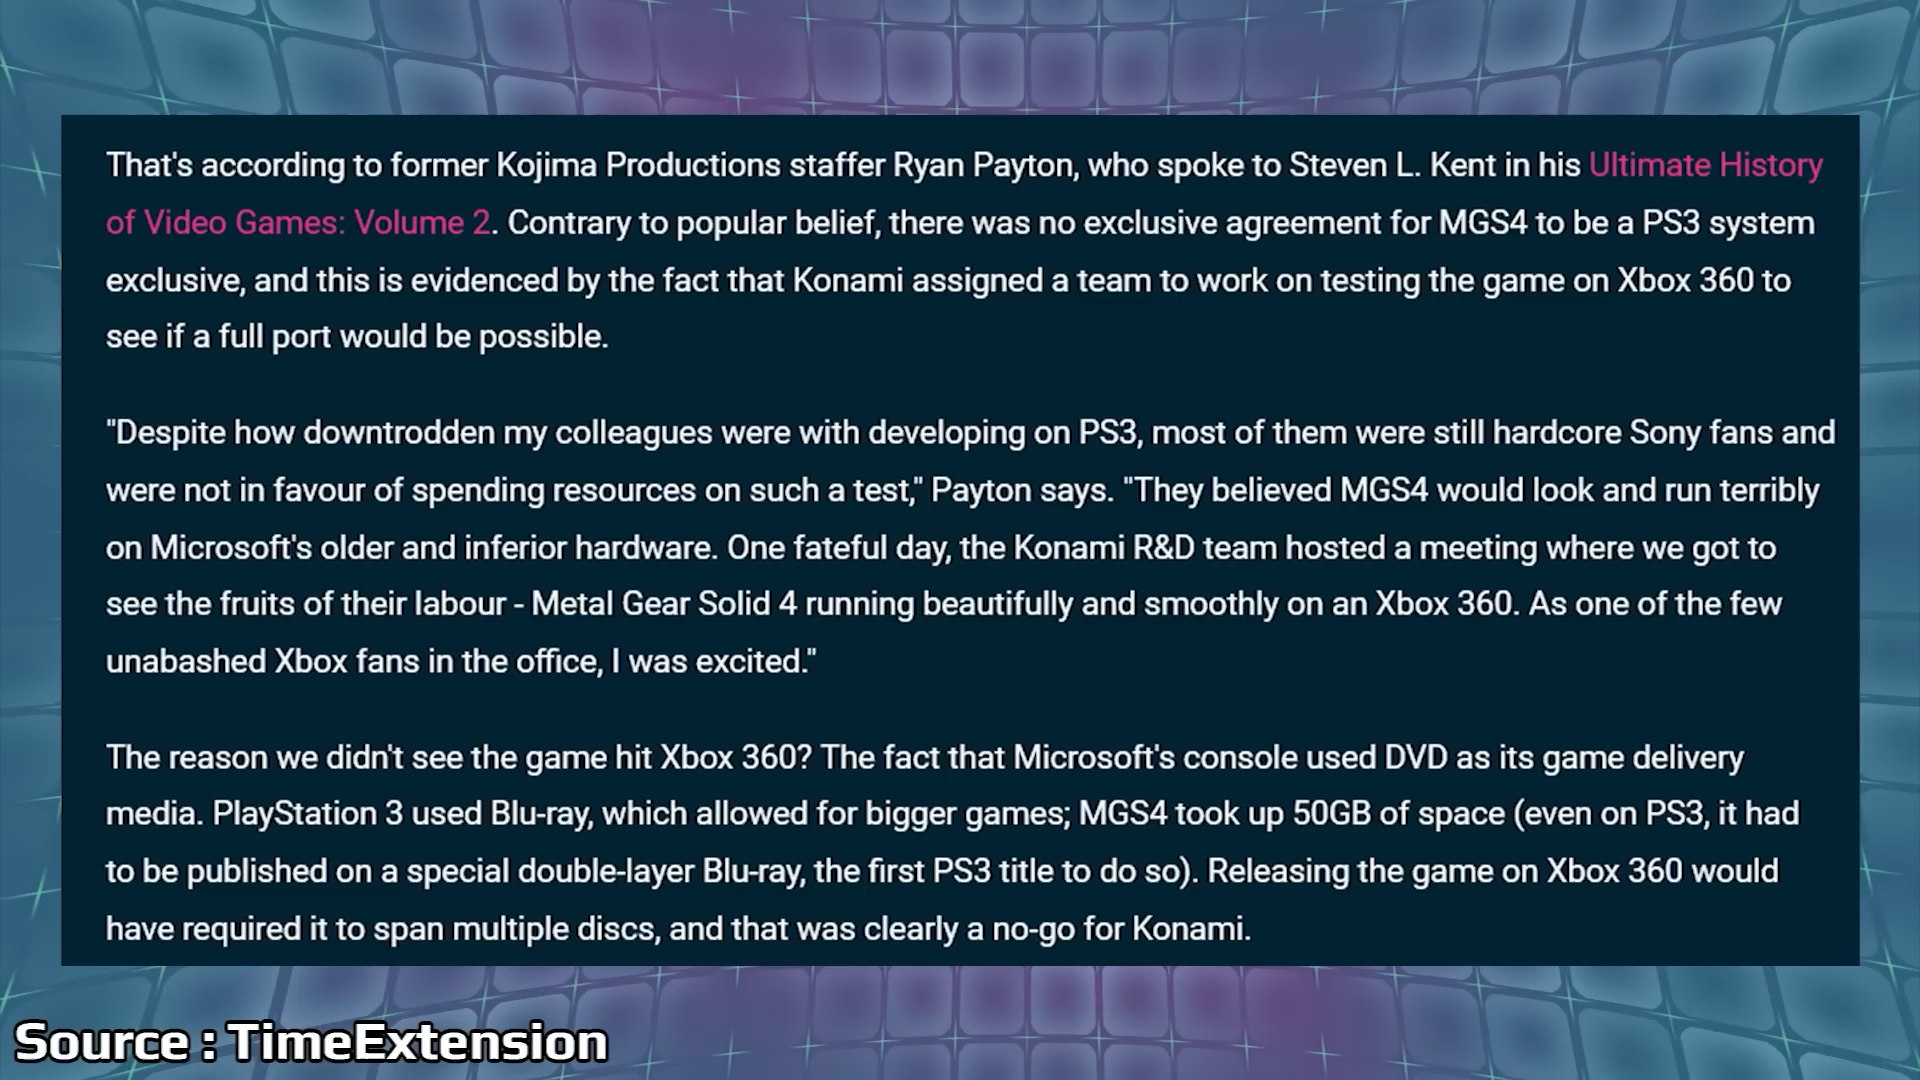 That's according to former Kojima Productions staffer Ryan Payton, who spoke to Steven L. Kent in his Ultimate History
of Video Games: Volume 2. Contrary to popular belief, there was no exclusive agreement for MGS4 to be a PS3 system
exclusive, and this is evidenced by the fact that Konami assigned a team to work on testing the game on Xbox 360 to
see if a full port would be possible.
"Despite how downtrodden my colleagues were with developing on PS3, most of them were still hardcore Sony fans and
were not in favour of spending resources on such a test," Payton says. "They believed MGS4 would look and run terribly
on Microsoft's older and inferior hardware. One fateful day, the Konami R&D team hosted a meeting where we got to
see the fruits of their labour - Metal Gear Solid 4 running beautifully and smoothly on an Xbox 360. As one of the few
unabashed Xbox fans in the office, I was excited."
The reason we didn't see the game hit Xbox 360? The fact that Microsoft's console used DVD as its game delivery
media. PlayStation 3 used Blu-ray, which allowed for bigger games; MGS4 took up 50GB of space (even on PS3, it had
to be published on a special double-layer Blu-ray, the first PS3 title to do so). Releasing the game on Xbox 360 would
have required it to span multiple discs, and that was clearly a no-go for Konami.
Source : TimeExtension